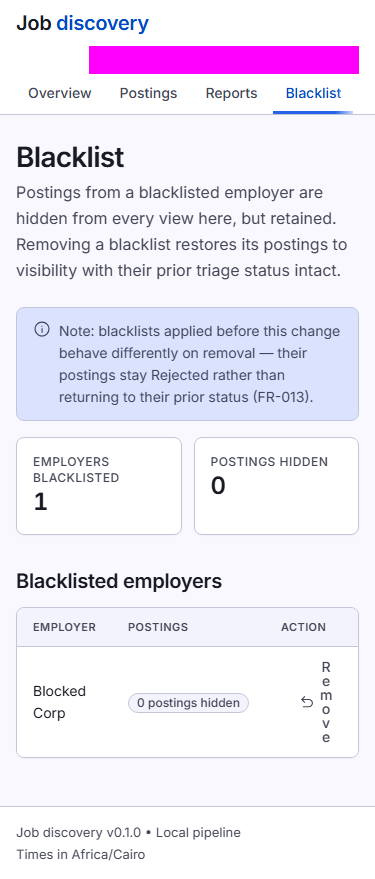 Job discovery
Overview Postings Reports Blacklist
Blacklist
Postings from a blacklisted employer are
hidden from every view here, but retained.
Removing a blacklist restores its postings to
visibility with their prior triage status intact.
Note: blacklists applied before this change
behave differently on removal — their
postings stay Rejected rather than
returning to their prior status (FR-013).
EMPLOYERS
BLACKLISTED
1
POSTINGS HIDDEN
0
Blacklisted employers
EMPLOYER POSTINGS ACTION
Blocked
Corp
0 postings hidden
Remove
Job discovery v0.1.0 • Local pipeline
Times in Africa/Cairo